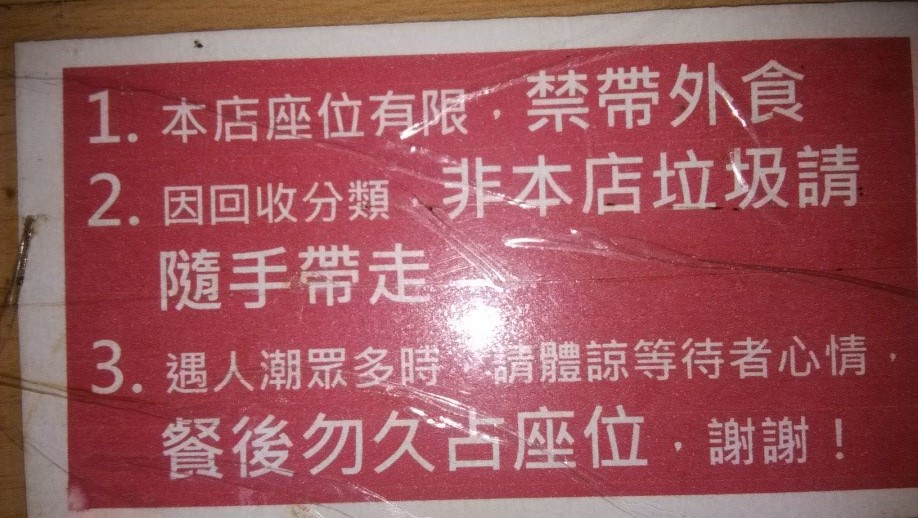 1. 本店座位有限，禁帶外食
2. 因回收分類 非本店垃圾請
隨手帶走
3. 遇人潮眾多時，請體諒等待者心情，
餐後勿久占座位，謝謝！